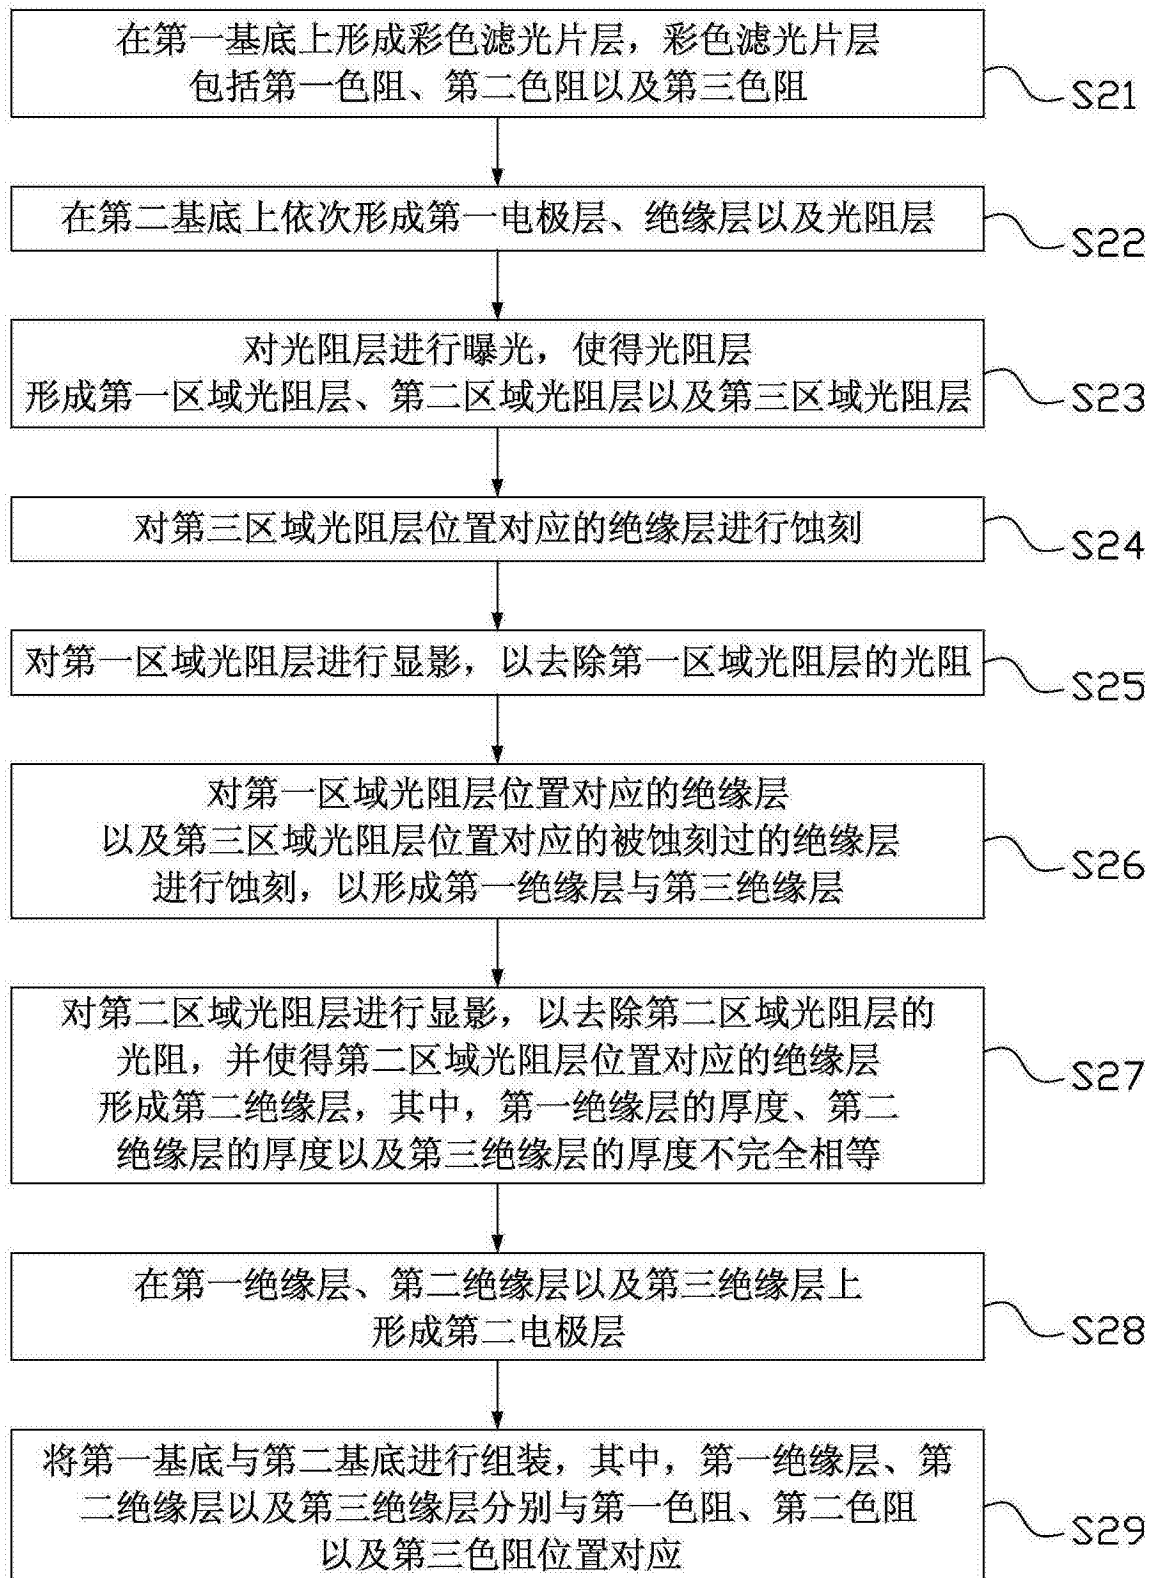 在第一基底上形成彩色滤光片层，彩色滤光片层
包括第一色阻、第二色阻以及第三色阻
S21
在第二基底上依次形成第一电极层、绝缘层以及光阻层
S22
对光阻层进行曝光，使得光阻层
形成第一区域光阻层、第二区域光阻层以及第三区域光阻层
S23
对第三区域光阻层位置对应的绝缘层进行蚀刻
S24
对第一区域光阻层进行显影，以去除第一区域光阻层的光阻
S25
对第一区域光阻层位置对应的绝缘层
以及第三区域光阻层位置对应的被蚀刻过的绝缘层
进行蚀刻，以形成第一绝缘层与第三绝缘层
S26
对第二区域光阻层进行显影，以去除第二区域光阻层的
光阻，并使得第二区域光阻层位置对应的绝缘层
形成第二绝缘层，其中，第一绝缘层的厚度、第二
绝缘层的厚度以及第三绝缘层的厚度不完全相等
S27
在第一绝缘层、第二绝缘层以及第三绝缘层上
形成第二电极层
S28
将第一基底与第二基底进行组装，其中，第一绝缘层、第
二绝缘层以及第三绝缘层分别与第一色阻、第二色阻
以及第三色阻位置对应
S29